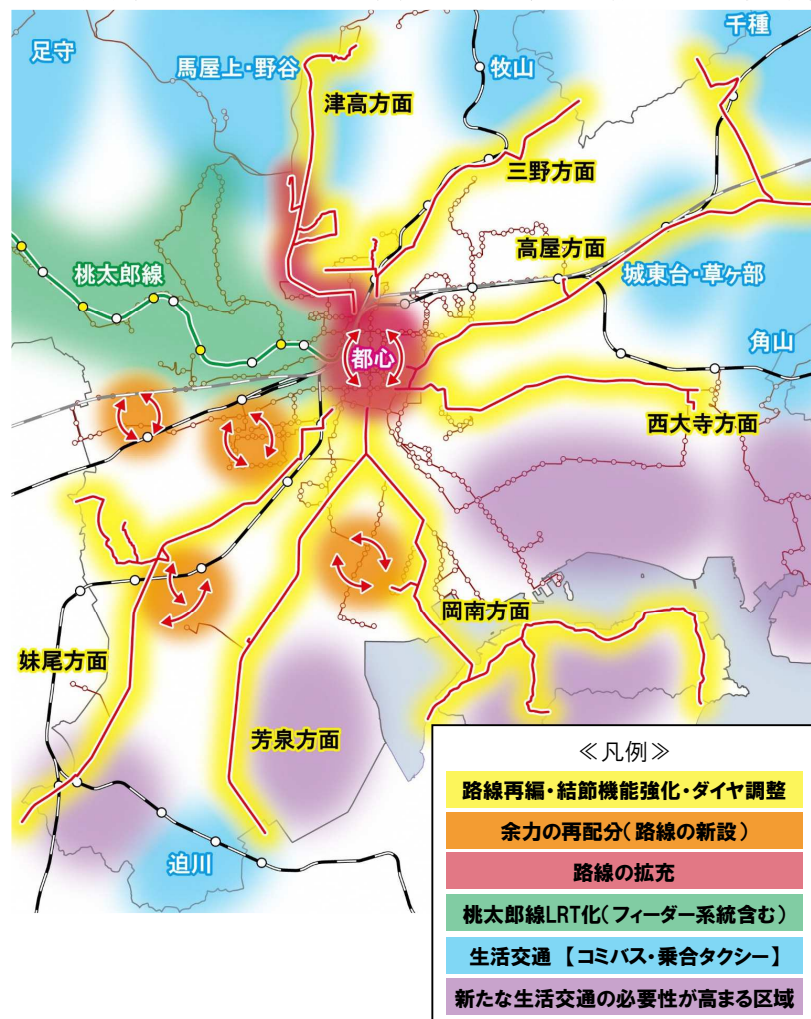 足守
馬屋上・野谷
牧山
千種
津高方面
三野方面
高屋方面
桃太郎線
城東台・草ヶ部
都心
角山
西大寺方面
岡南方面
妹尾方面
芳泉方面
迫川
≪凡例≫
路線再編・結節機能強化・ダイヤ調整
余力の再配分(路線の新設)
路線の拡充
桃太郎線LRT化(フィーダー系統含む)
生活交通【コミバス・乗合タクシー】
新たな生活交通の必要性が高まる区域